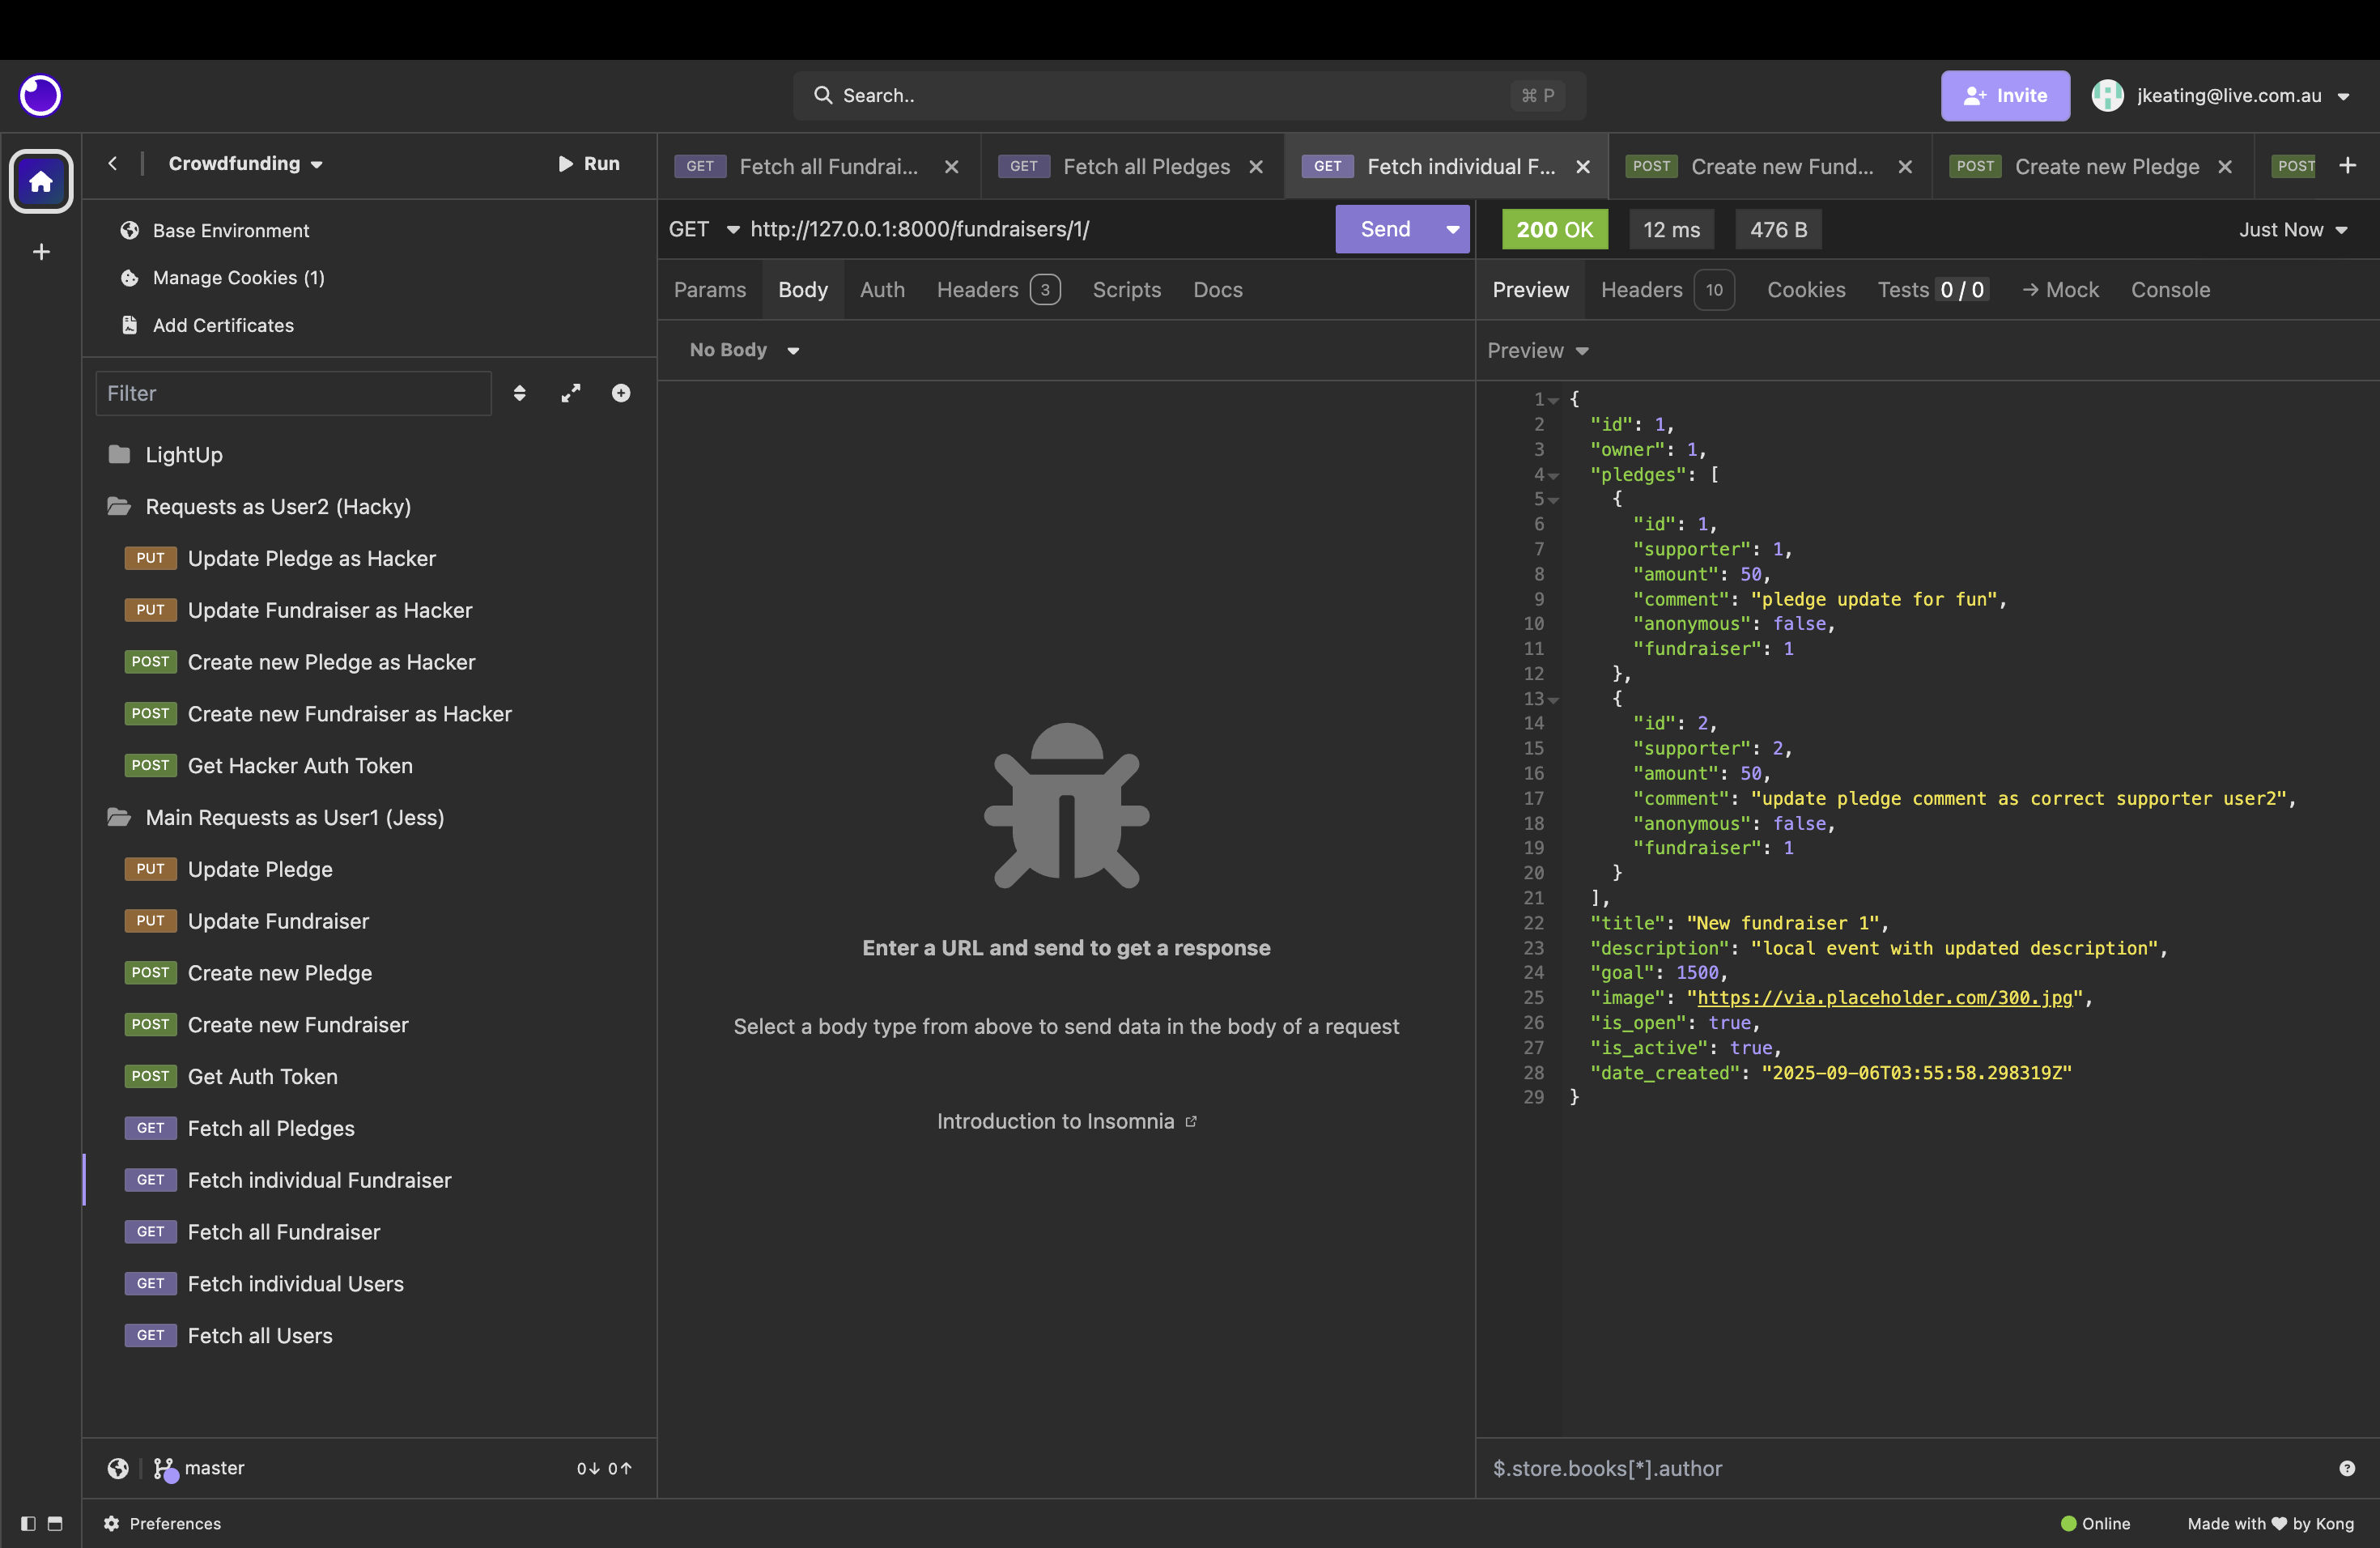 Search..
⌘ P
Invite
jkeating@live.com.au
Crowdfunding
Run
Base Environment
Manage Cookies (1)
Add Certificates
Filter
LightUp
Requests as User2 (Hacky)
PUT Update Pledge as Hacker
PUT Update Fundraiser as Hacker
POST Create new Pledge as Hacker
POST Create new Fundraiser as Hacker
POST Get Hacker Auth Token
Main Requests as User1 (Jess)
PUT Update Pledge
PUT Update Fundraiser
POST Create new Pledge
POST Create new Fundraiser
POST Get Auth Token
GET Fetch all Pledges
GET Fetch individual Fundraiser
GET Fetch all Fundraiser
GET Fetch individual Users
GET Fetch all Users
master
0↓ 0↑
GET Fetch all Fundrai...
GET Fetch all Pledges
GET Fetch individual F...
POST Create new Fund...
POST Create new Pledge
POST
GET http://127.0.0.1:8000/fundraisers/1/
Send
Params Body Auth Headers 3 Scripts Docs
No Body
Enter a URL and send to get a response
Select a body type from above to send data in the body of a request
Introduction to Insomnia
200 OK 12 ms 476 B
Just Now
Preview Headers 10 Cookies Tests 0 / 0 → Mock Console
Preview
1 {
2 "id": 1,
3 "owner": 1,
4 "pledges": [
5 {
6 "id": 1,
7 "supporter": 1,
8 "amount": 50,
9 "comment": "pledge update for fun",
10 "anonymous": false,
11 "fundraiser": 1
12 },
13 {
14 "id": 2,
15 "supporter": 2,
16 "amount": 50,
17 "comment": "update pledge comment as correct supporter user2",
18 "anonymous": false,
19 "fundraiser": 1
20 }
21 ],
22 "title": "New fundraiser 1",
23 "description": "local event with updated description",
24 "goal": 1500,
25 "image": "https://via.placeholder.com/300.jpg",
26 "is_open": true,
27 "is_active": true,
28 "date_created": "2025-09-06T03:55:58.298319Z"
29 }
$.store.books[*].author
Preferences
Online
Made with ♥ by Kong